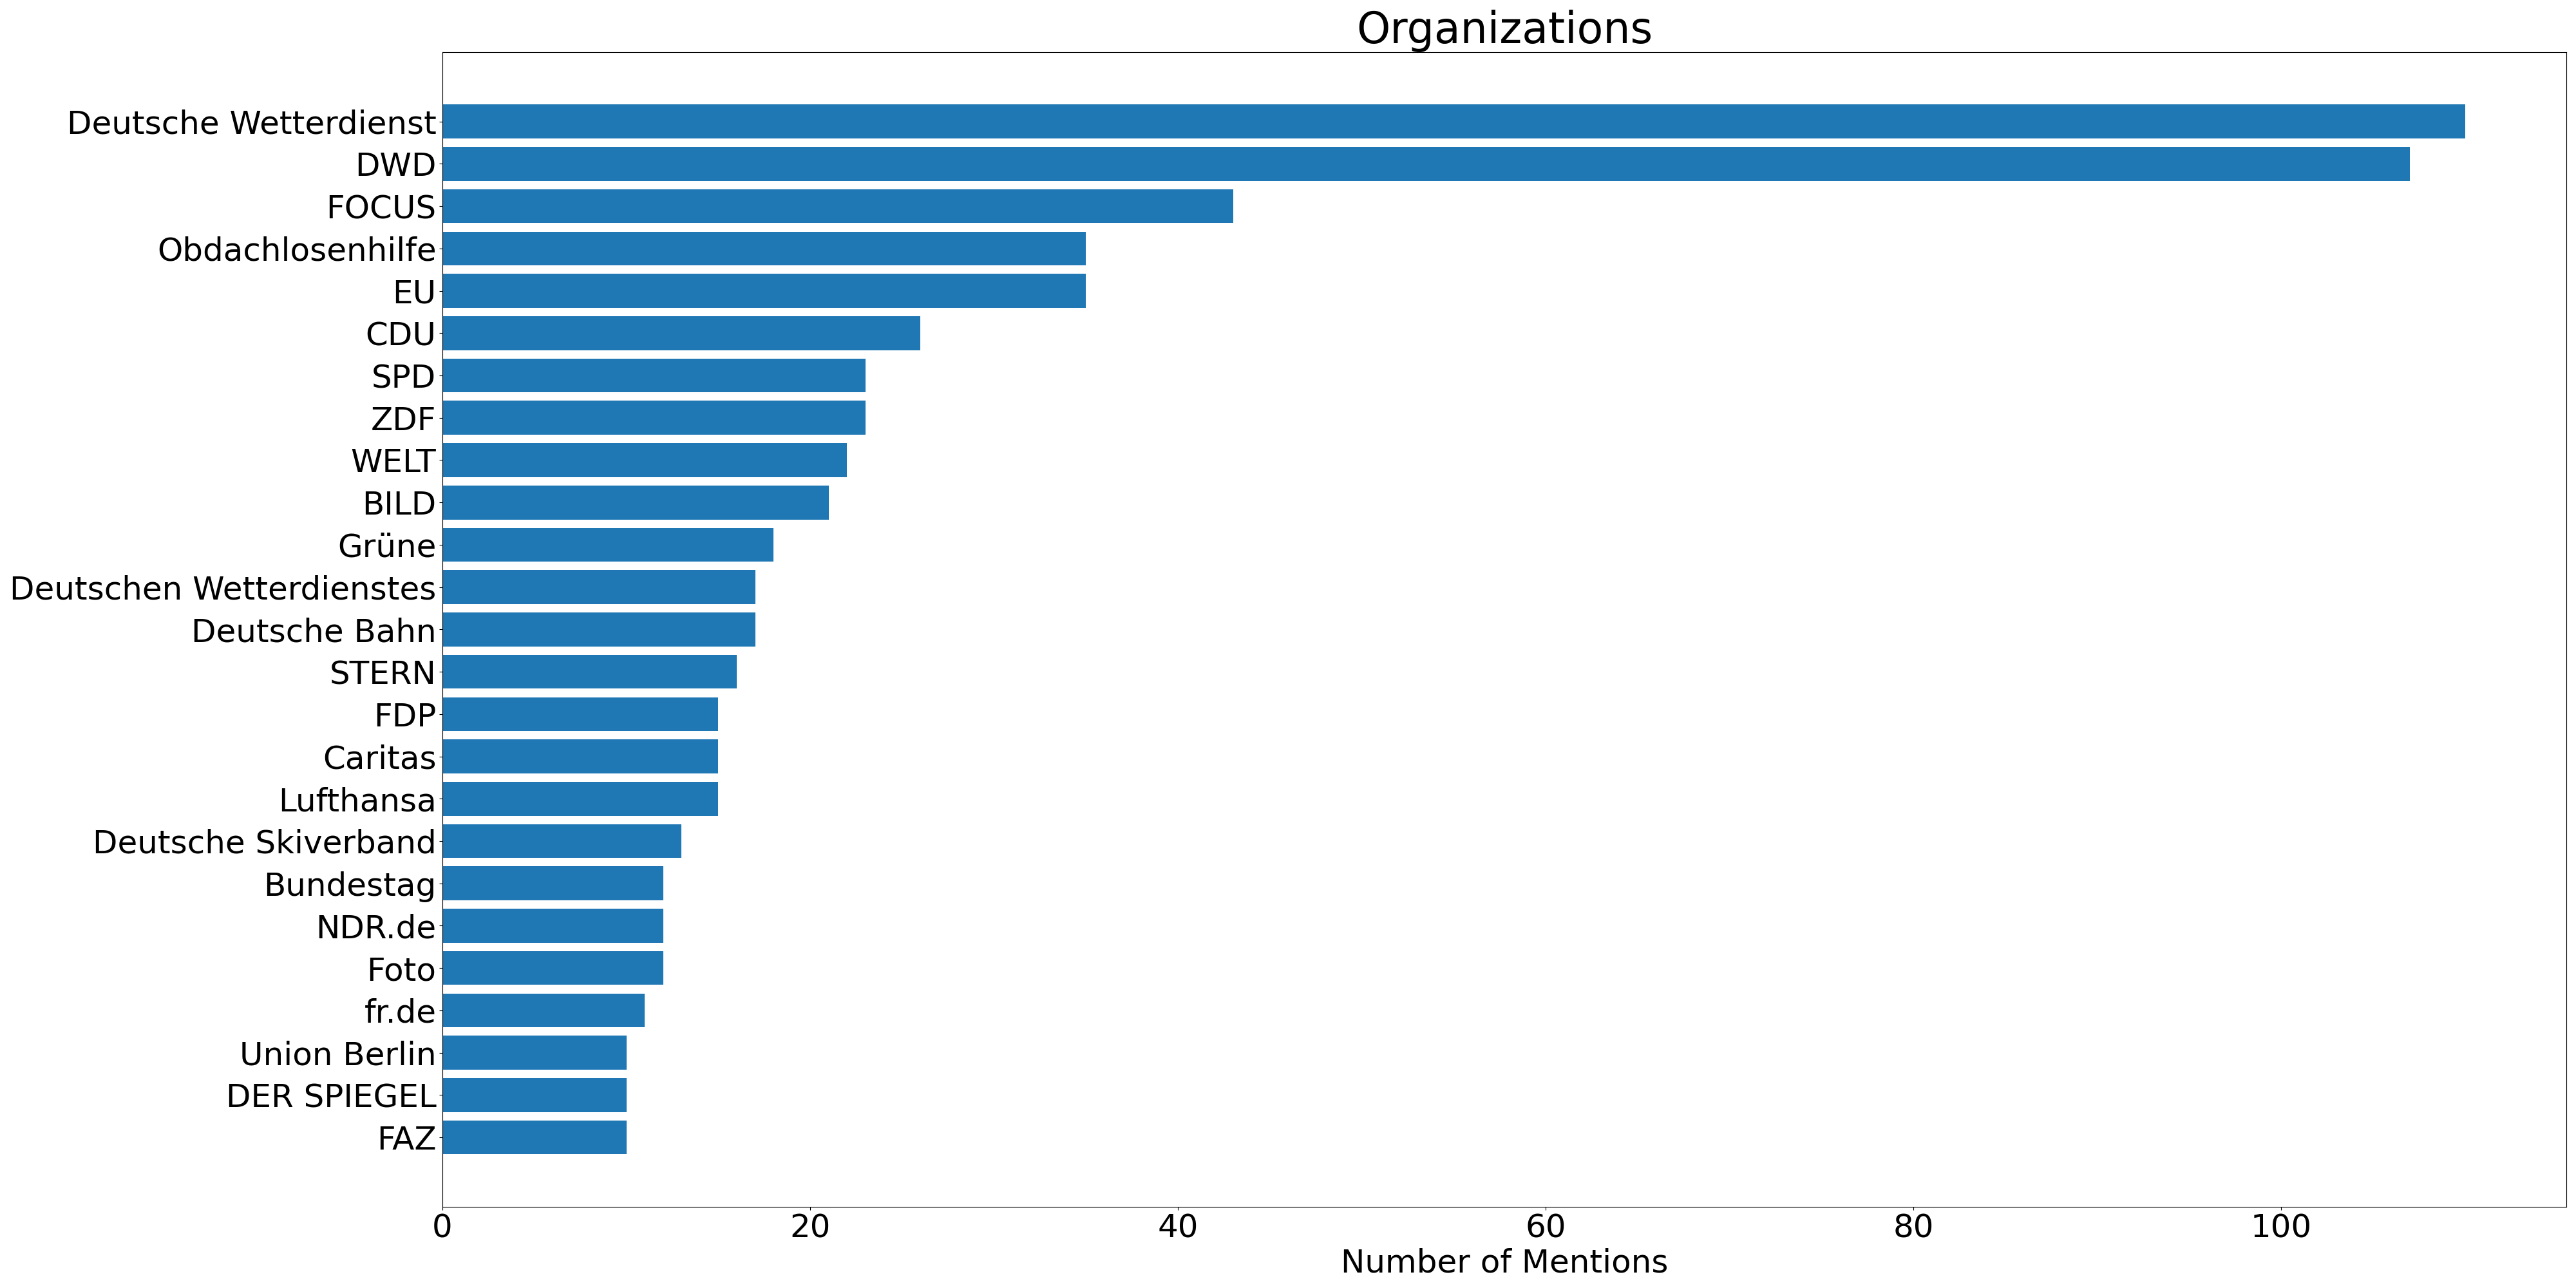 Organizations
Deutsche Wetterdienst
DWD
FOCUS
Obdachlosenhilfe
EU
CDU
SPD
ZDF
WELT
BILD
Grüne
Deutschen Wetterdienstes
Deutsche Bahn
STERN
FDP
Caritas
Lufthansa
Deutsche Skiverband
Bundestag
NDR.de
Foto
fr.de
Union Berlin
DER SPIEGEL
FAZ
0 20 40 60 80 100
Number of Mentions